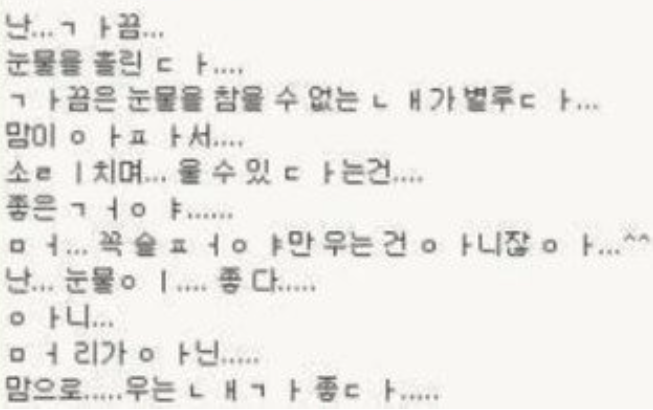 난...ㄱ ㅏ끔...
눈물을 흘린 ㄷ ㅏ....
ㄱ ㅏ끔은 눈물을 참을 수 없는 ㄴ ㅐ가 별루ㄷ ㅏ...
맘이 ㅇ ㅏㅍ ㅏ서....
소ㄹ ㅣ치며... 울 수 있 ㄷ ㅏ는건....
좋은 ㄱ ㅓㅇ ㅑ......
ㅁ ㅓ... 꼭 슬 ㅍ ㅓㅇ ㅑ만 우는 건 ㅇ ㅏ니잖 ㅇ ㅏ...^^
난... 눈물ㅇ ㅣ.... 좋 다.....
ㅇ ㅏ니...
ㅁ ㅓ 리가 ㅇ ㅏ닌.....
맘으로.....우는 ㄴ ㅐㄱ ㅏ 좋ㄷ ㅏ.....